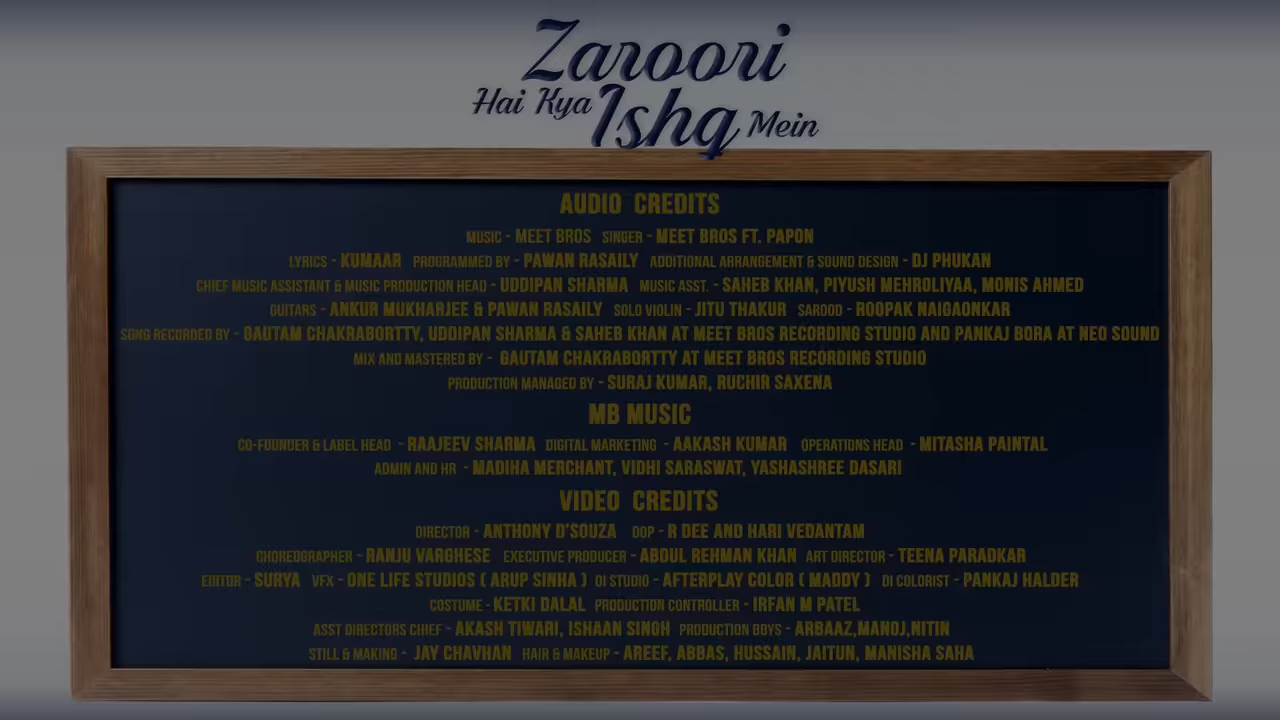 Zaroori
Hai Kya Ishq Mein
AUDIO CREDITS
MUSIC - MEET BROS SINGER - MEET BROS FT. PAPON
LYRICS - KUMAAR PROGRAMMED BY - PAWAN RASAILY ADDITIONAL ARRANGEMENT & SOUND DESIGN - DJ PHUKAN
CHIEF MUSIC ASSISTANT & MUSIC PRODUCTION HEAD - UDDIPAN SHARMA MUSIC ASST. - SAHEB KHAN, PIYUSH MEHROLIYAA, MONIS AHMED
GUITARS - ANKUR MUKHARJEE & PAWAN RASAILY SOLO VIOLIN - JITU THAKUR SAROOD - ROOPAK NAIGAONKAR
SONG RECORDED BY - GAUTAM CHAKRABORTTY, UDDIPAN SHARMA & SAHEB KHAN AT MEET BROS RECORDING STUDIO AND PANKAJ BORA AT NEO SOUND
MIX AND MASTERED BY - GAUTAM CHAKRABORTTY AT MEET BROS RECORDING STUDIO
PRODUCTION MANAGED BY - SURAJ KUMAR, RUCHIR SAXENA
MB MUSIC
CO-FOUNDER & LABEL HEAD - RAAJEEV SHARMA DIGITAL MARKETING - AAKASH KUMAR OPERATIONS HEAD - MITASHA PAINTAL
ADMIN AND HR - MADIHA MERCHANT, VIDHI SARASWAT, YASHASHREE DASARI
VIDEO CREDITS
DIRECTOR - ANTHONY D'SOUZA DOP - R DEE AND HARI VEDANTAM
CHOREOGRAPHER - RANJU VARGHESE EXECUTIVE PRODUCER - ABDUL REHMAN KHAN ART DIRECTOR - TEENA PARADKAR
EDITOR - SURYA VFX - ONE LIFE STUDIOS ( ARUP SINHA ) DI STUDIO - AFTERPLAY COLOR ( MADDY ) DI COLORIST - PANKAJ HALDER
COSTUME - KETKI DALAL PRODUCTION CONTROLLER - IRFAN M PATEL
ASST DIRECTORS CHIEF - AKASH TIWARI, ISHAAN SINGH PRODUCTION BOYS - ARBAAZ,MANOJ,NITIN
STILL & MAKING - JAY CHAVHAN HAIR & MAKEUP - AREEF, ABBAS, HUSSAIN, JAITUN, MANISHA SAHA